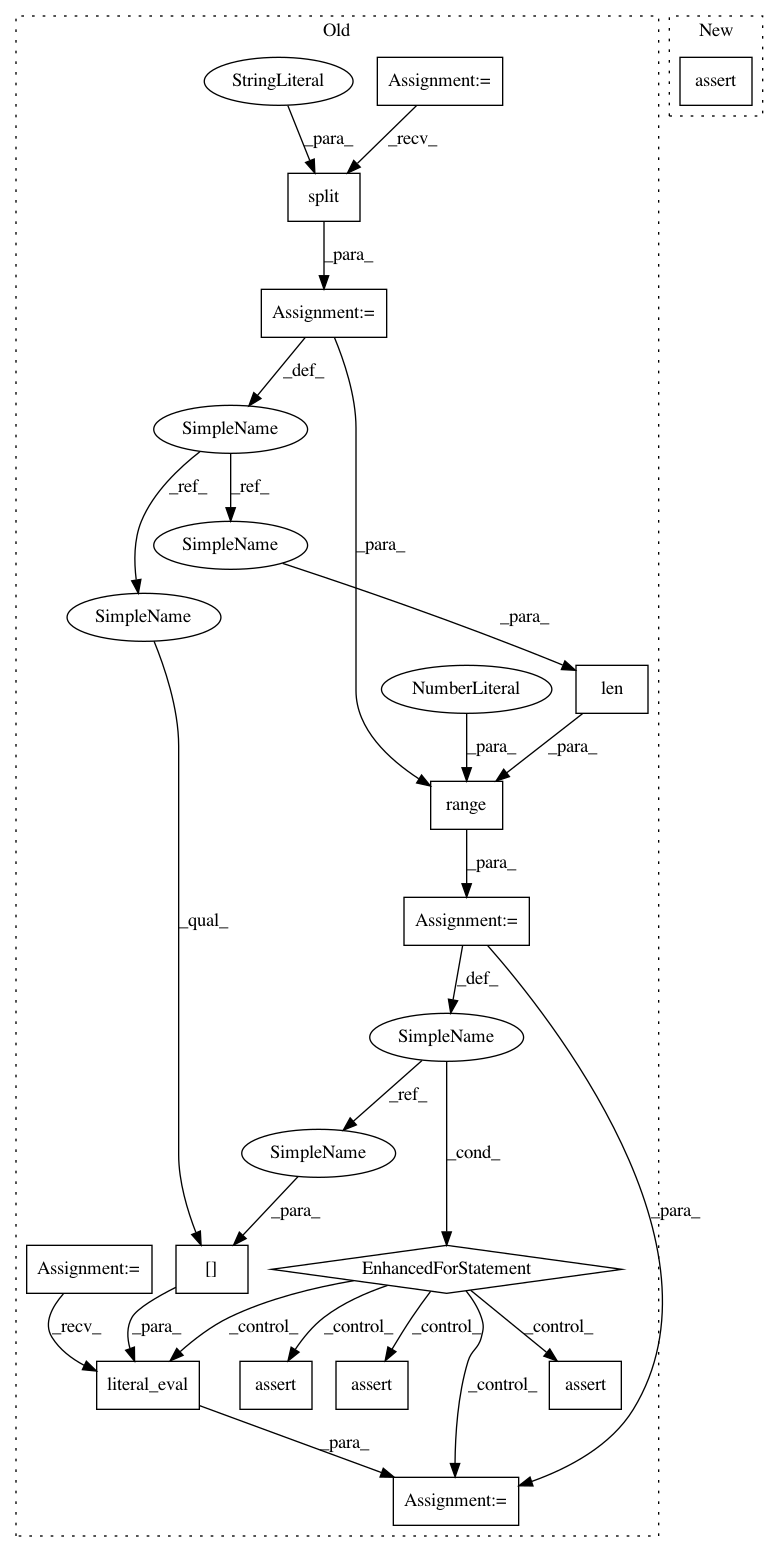 Old
New
StringLiteral
Assignment:=
assert
_para_
_recv_
split
_para_
Assignment:=
_def_
SimpleName
_ref_
_ref_
SimpleName
_para_
SimpleName
_para_
NumberLiteral
len
_para_
_para_
range
_qual_
_para_
Assignment:=
_def_
SimpleName
_ref_
SimpleName
_cond_
_para_
_para_
Assignment:=
[]
EnhancedForStatement
_recv_
_para_
_control_
_control_
_control_
_control_
literal_eval
assert
assert
_control_
assert
_para_
Assignment:=